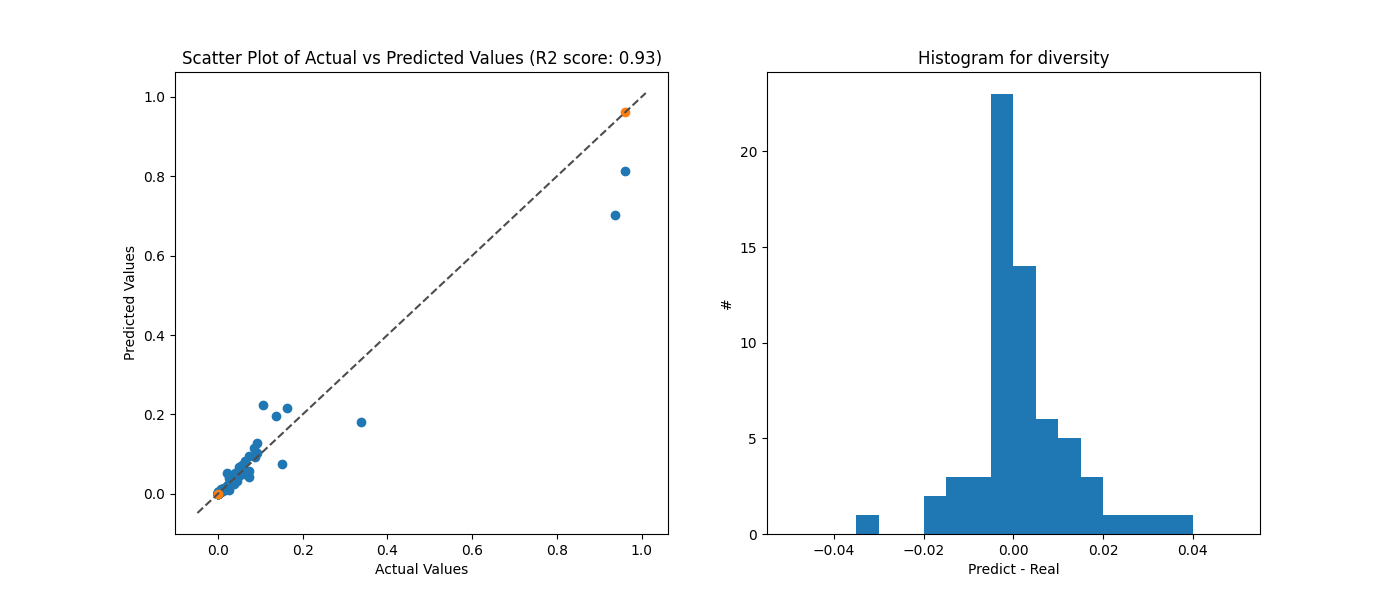 Scatter Plot of Actual vs Predicted Values (R2 score: 0.93)
1.0
0.8
0.6
0.4
0.2
0.0
Predicted Values
0.0 0.2 0.4 0.6 0.8 1.0
Actual Values
Histogram for diversity
20
15
10
5
0
#
−0.04 −0.02 0.00 0.02 0.04
Predict - Real